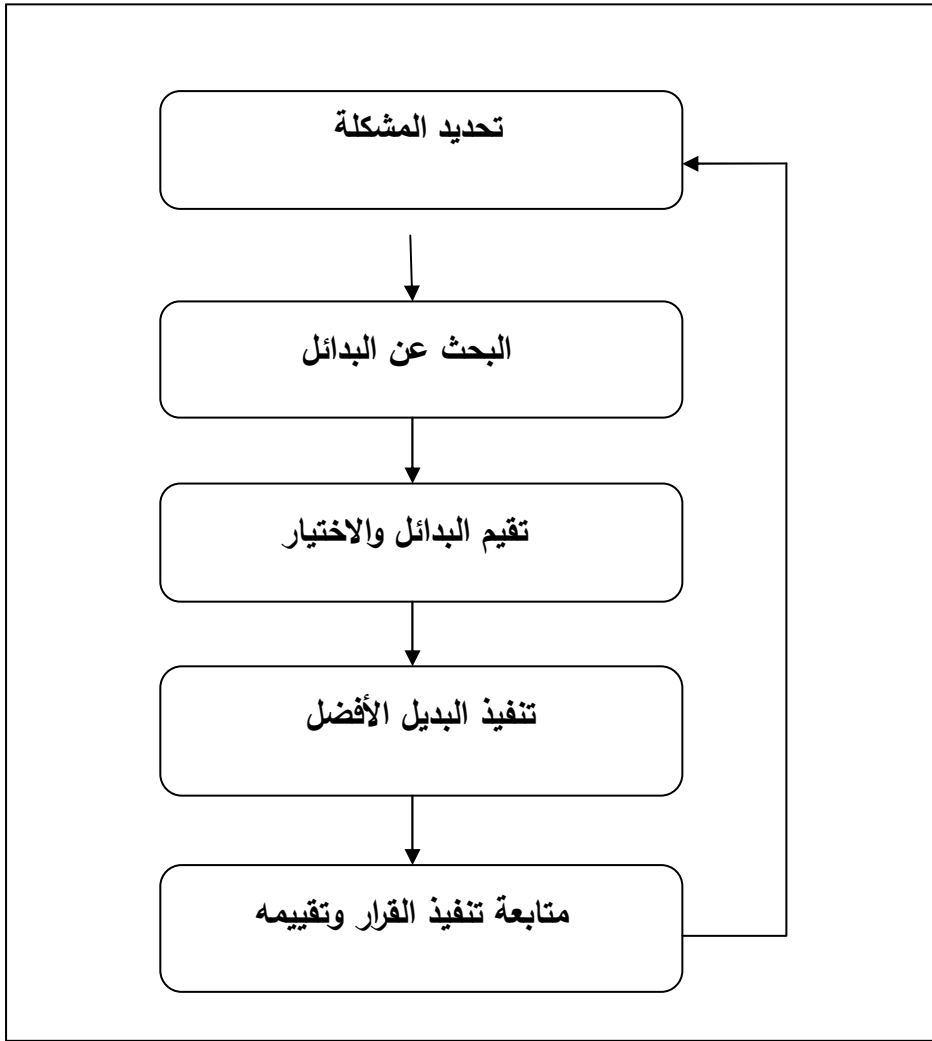 تحديد المشكلة
البحث عن البدائل
تقيم البدائل والاختيار
تنفيذ البديل الأفضل
متابعة تنفيذ القرار وتقييمه